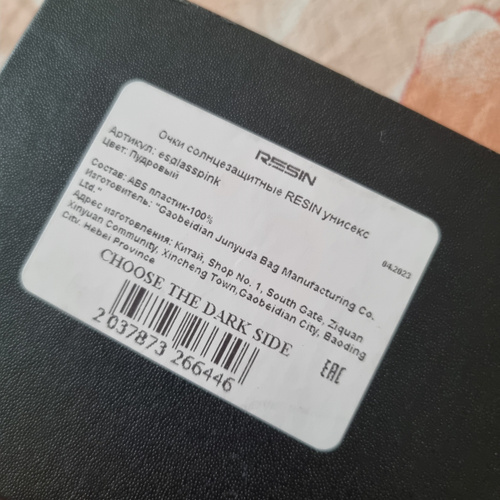 RESIN
Очки солнцезащитные RESIN унисекс
Артикул: esglasspink
Цвет: Пудровый
04.2023
Состав: ABS пластик-100%
Изготовитель: "Gaobeidian Junyuda Bag Manufacturing Co.
Ltd."
Адрес изготовления: Китай, Shop No. 1, South Gate, Ziquan
Xinyuan Community, Xincheng Town,Gaobeidian City, Baoding
City, Hebei Province
CHOOSE THE DARK SIDE
2 037873 266446
EAC